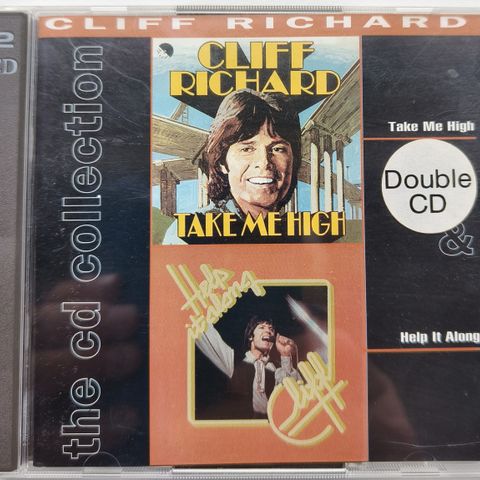 CLIFF RICHARD
2
CD
the cd collection
CLIFF
RICHARD
TAKE ME HIGH
Help
it along
Cliff
Take Me High
Double
CD
&
Help It Along